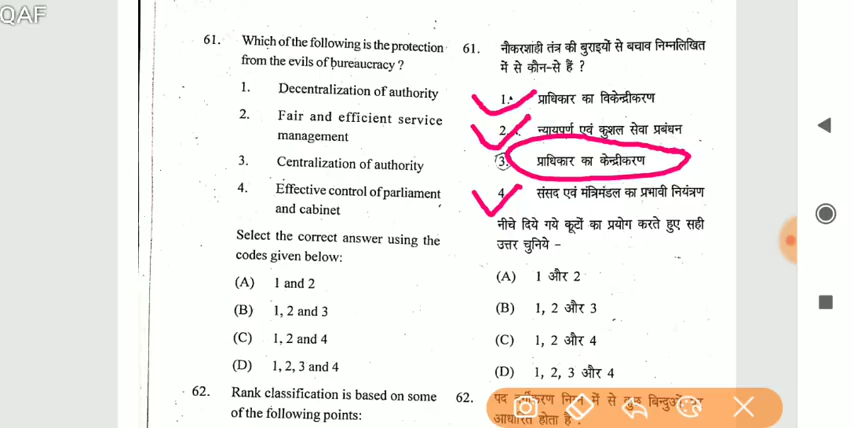 QAF
61. Which of the following is the protection
from the evils of bureaucracy ?
1. Decentralization of authority
2. Fair and efficient service
management
3. Centralization of authority
4. Effective control of parliament
and cabinet
Select the correct answer using the
codes given below:
(A) 1 and 2
(B) 1, 2 and 3
(C) 1, 2 and 4
(D) 1, 2, 3 and 4
62. Rank classification is based on some
of the following points:
61. नौकरशाही तंत्र की बुराइयों से बचाव निम्नलिखित
में से कौन-से हैं ?
1. प्राधिकार का विकेन्द्रीकरण
2. न्यायपूर्ण एवं कुशल सेवा प्रबंधन
3. प्राधिकार का केन्द्रीकरण
4 संसद एवं मंत्रिमंडल का प्रभावी नियंत्रण
नीचे दिये गये कूटों का प्रयोग करते हुए सही
उत्तर चुनिये –
(A) 1 और 2
(B) 1, 2 और 3
(C) 1, 2 और 4
(D) 1, 2, 3 और 4
62. पद में से कुछ
आधारित होता है